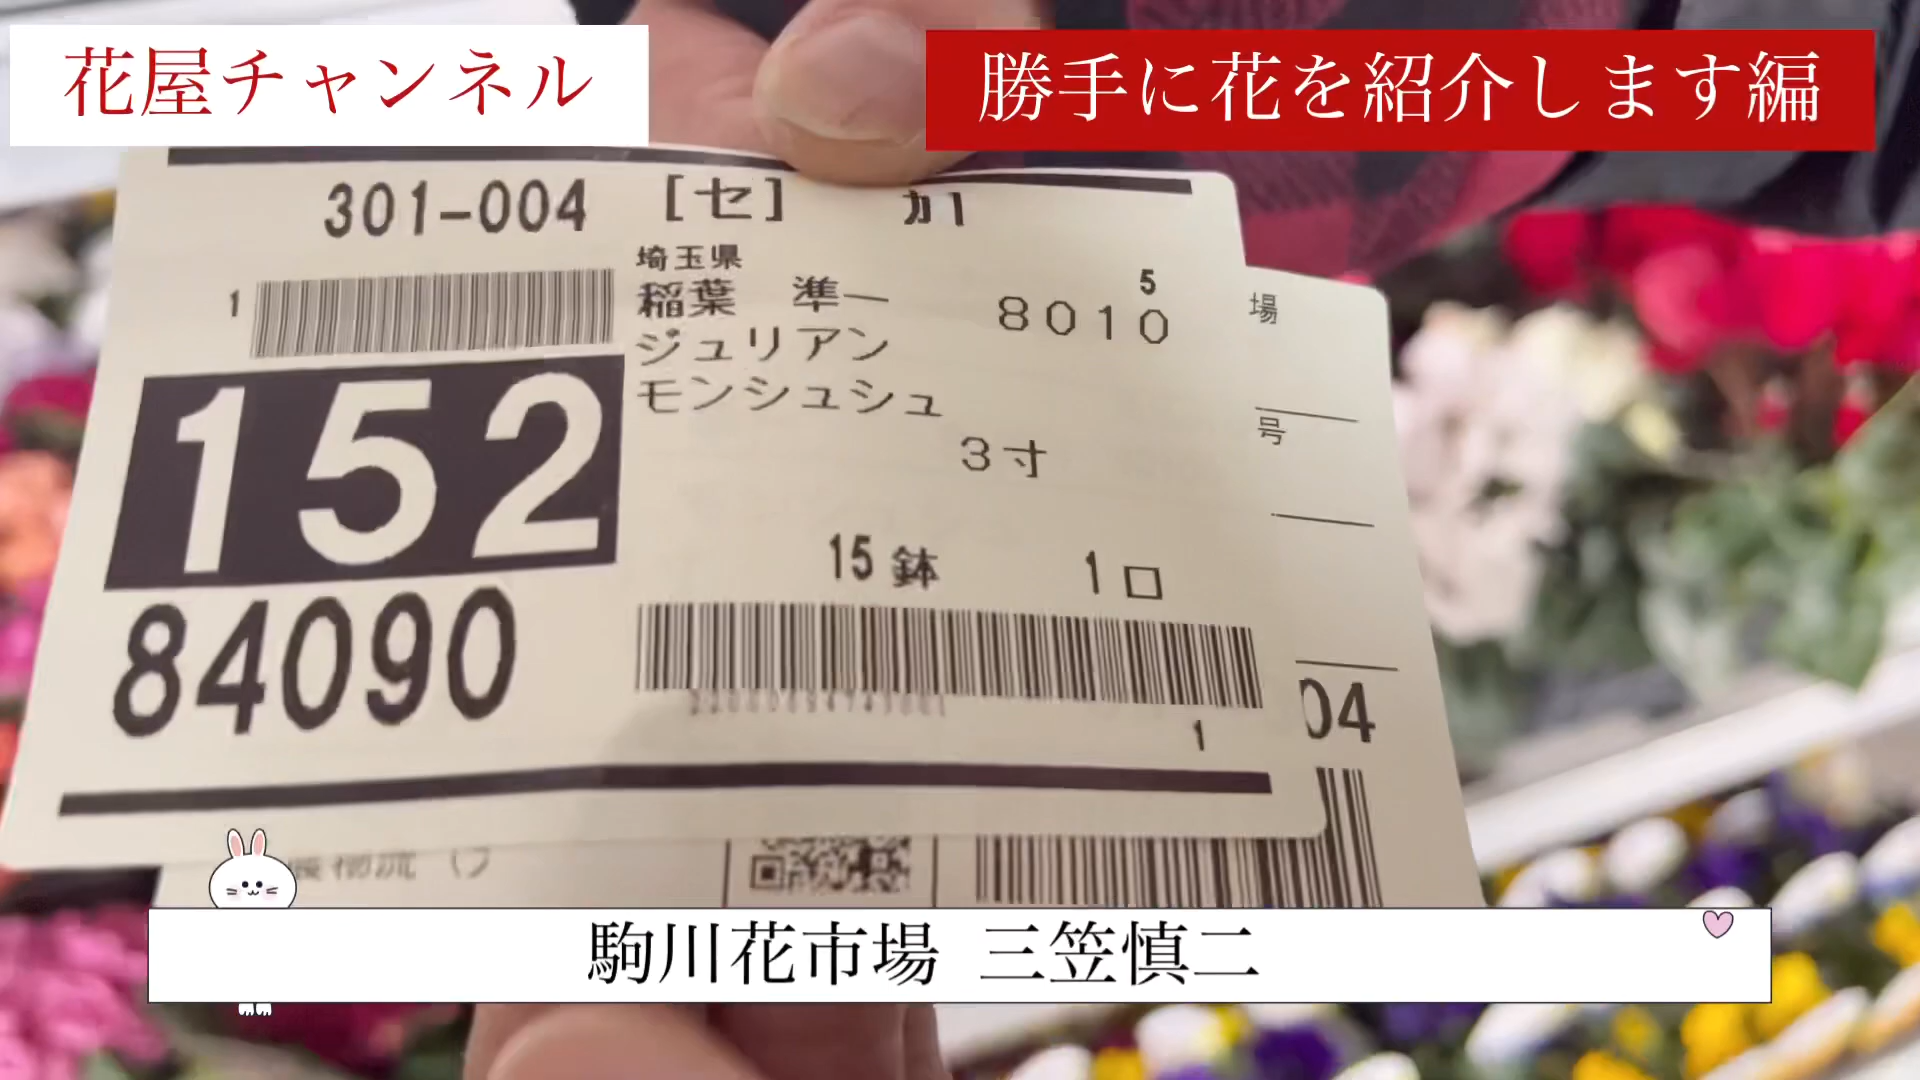 花屋チャンネル
勝手に花を紹介します編
301-004 [セ] ｶｰ
埼玉県
1
稲葉 準一
5
8010
ジュリアン
モンシュシュ
152
3寸
15鉢 1口
84090
1
場
号
04
駒川花市場 三笠慎二